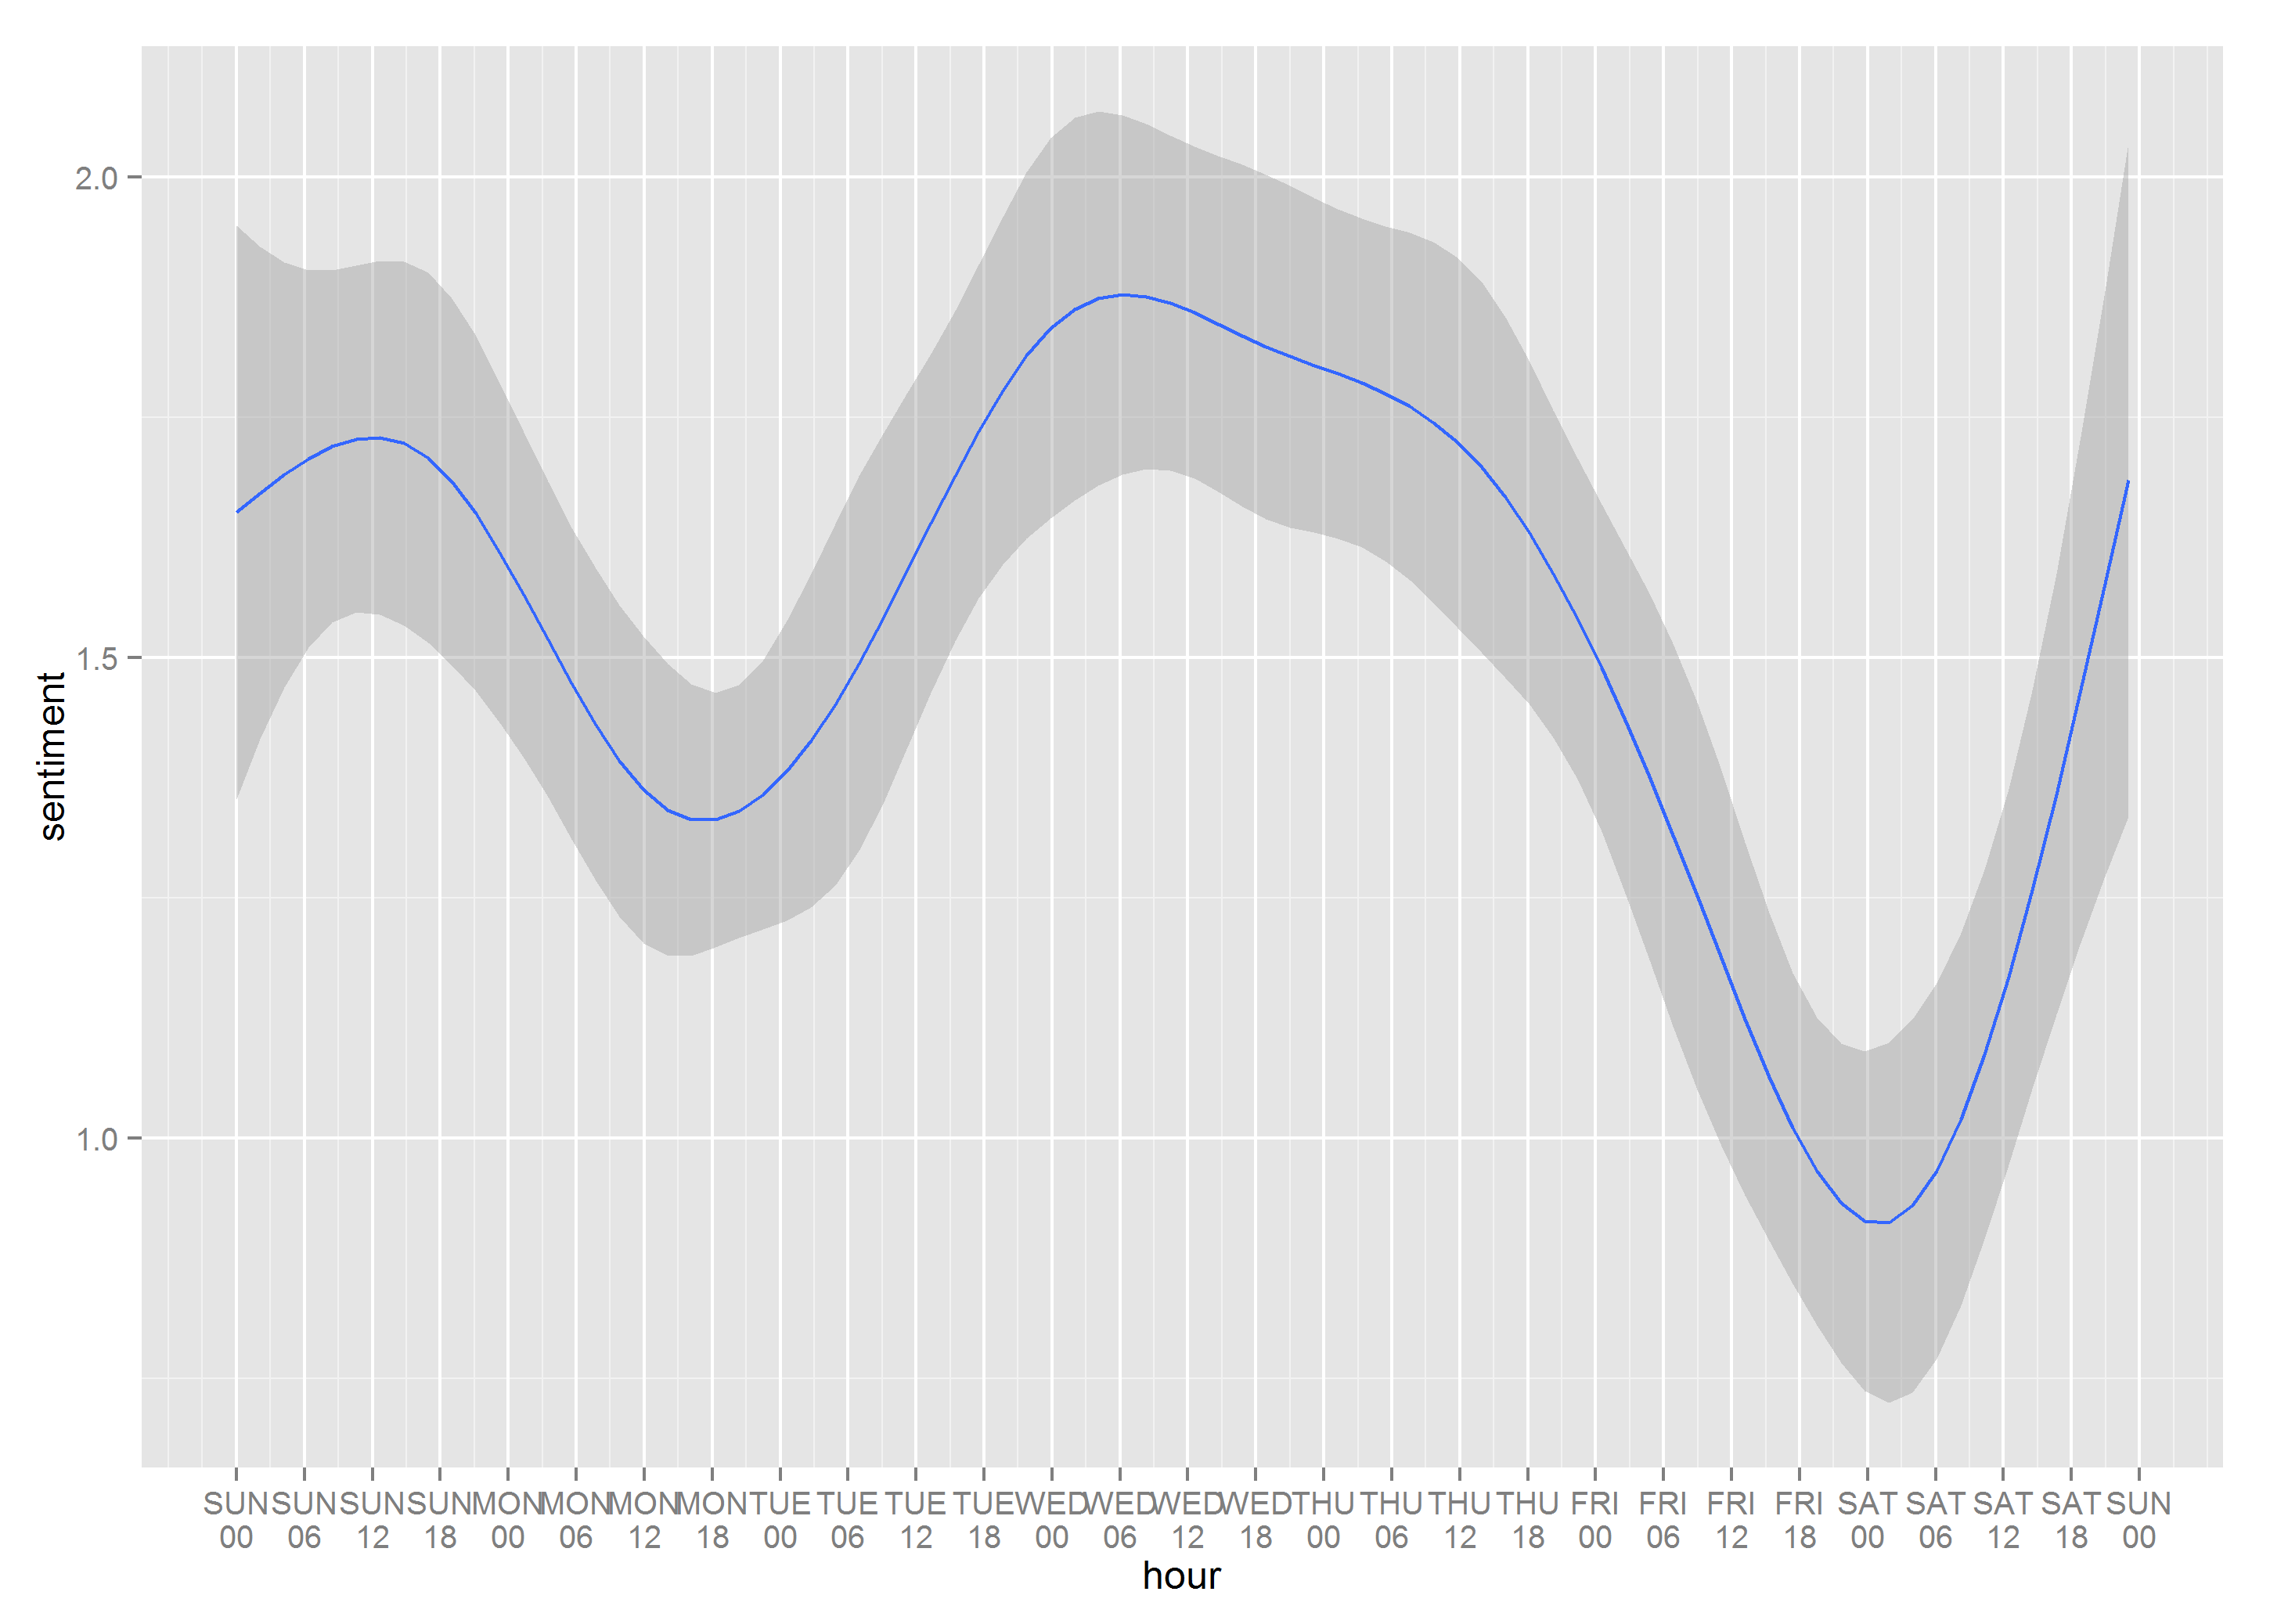 2.0
1.5
1.0
sentiment
SUN SUN SUN SUN MON MON MON MON TUE TUE TUE TUE WED WED WED WED THU THU THU THU FRI FRI FRI FRI SAT SAT SAT SAT SUN
00 06 12 18 00 06 12 18 00 06 12 18 00 06 12 18 00 06 12 18 00 06 12 18 00 06 12 18 00
hour